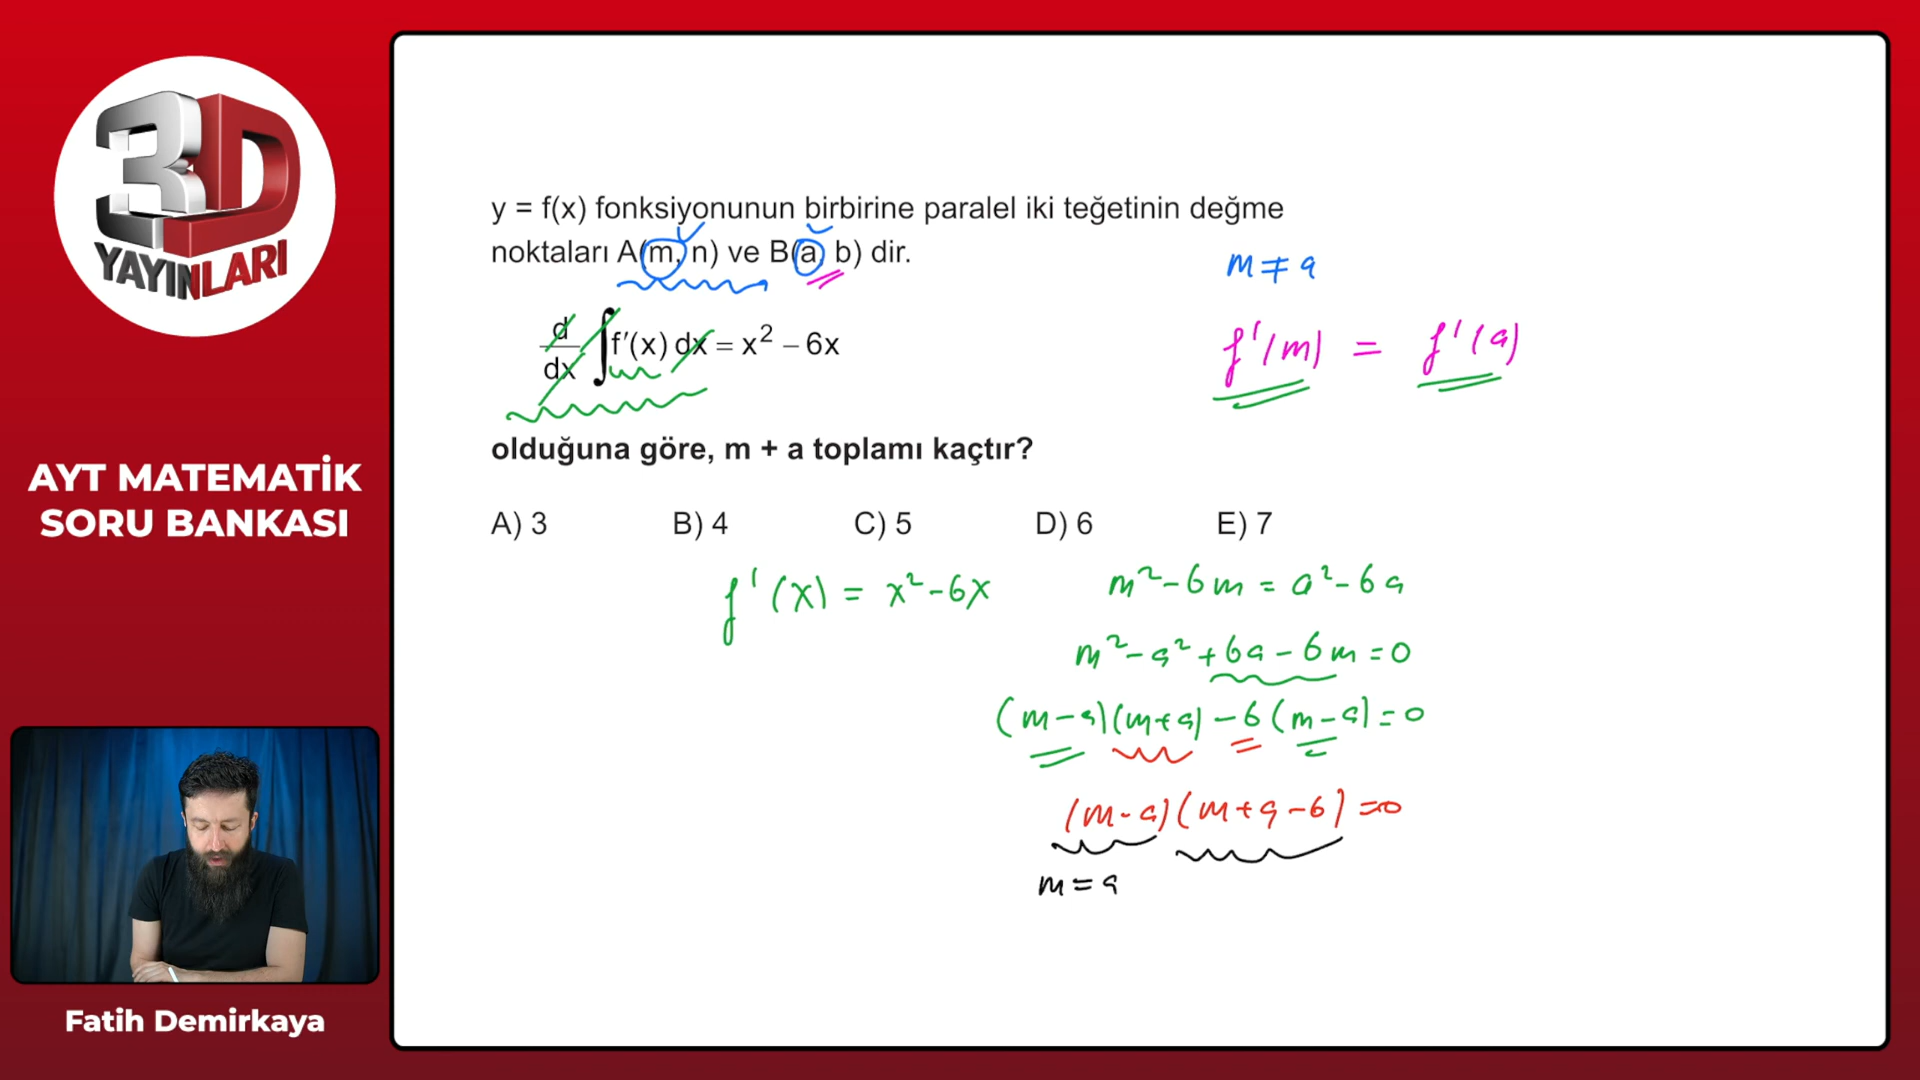 3D
YAYINLARI
AYT MATEMATİK
SORU BANKASI
Fatih Demirkaya
y = f(x) fonksiyonunun birbirine paralel iki teğetinin değme
noktaları A(m, n) ve B(a, b) dir.
d/dx ∫f'(x) dx = x² – 6x
olduğuna göre, m + a toplamı kaçtır?
A) 3 B) 4 C) 5 D) 6 E) 7
m ≠ a
f'(m) = f'(a)
f'(x) = x² - 6x
m² - 6m = a² - 6a
m² - a² + 6a - 6m = 0
(m - a)(m + a) - 6(m - a) = 0
(m - a)(m + a - 6) = 0
m = a